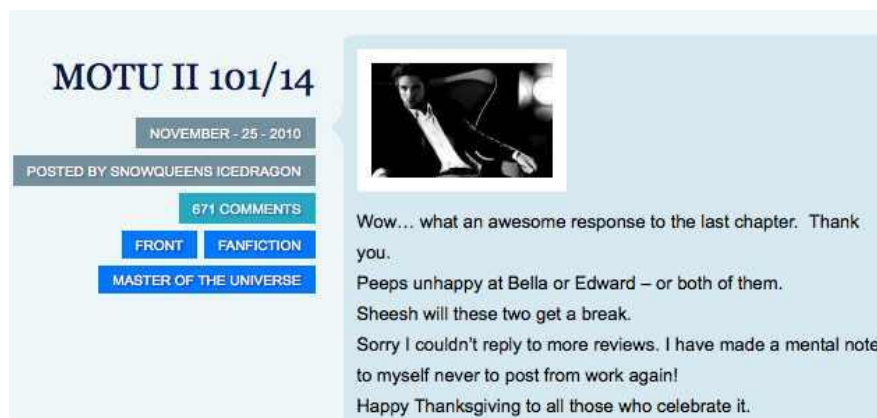 MOTU II 101/14
NOVEMBER - 25 - 2010
POSTED BY SNOWQUEENS ICEDRAGON
671 COMMENTS
FRONT FANFICTION
MASTER OF THE UNIVERSE
Wow… what an awesome response to the last chapter.  Thank
you.
Peeps unhappy at Bella or Edward – or both of them.
Sheesh will these two get a break.
Sorry I couldn't reply to more reviews. I have made a mental note
to myself never to post from work again!
Happy Thanksgiving to all those who celebrate it.